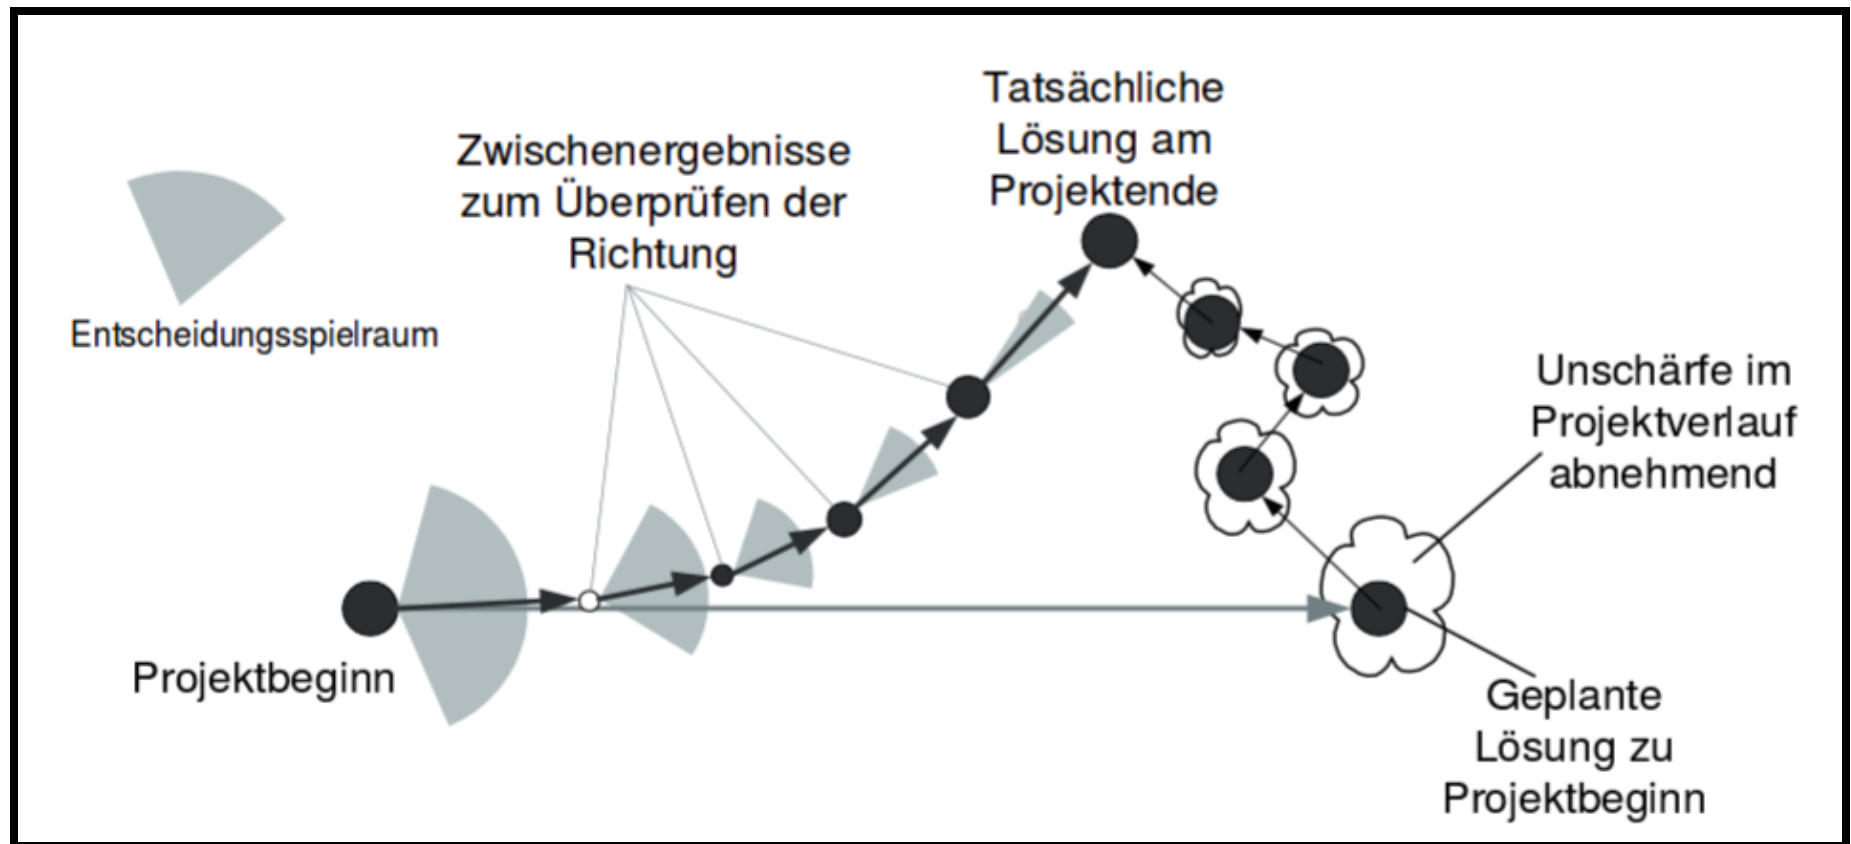 Tatsächliche
Lösung am
Projektende
Zwischenergebnisse
zum Überprüfen der
Richtung
Entscheidungsspielraum
Unschärfe im
Projektverlauf
abnehmend
Projektbeginn
Geplante
Lösung zu
Projektbeginn